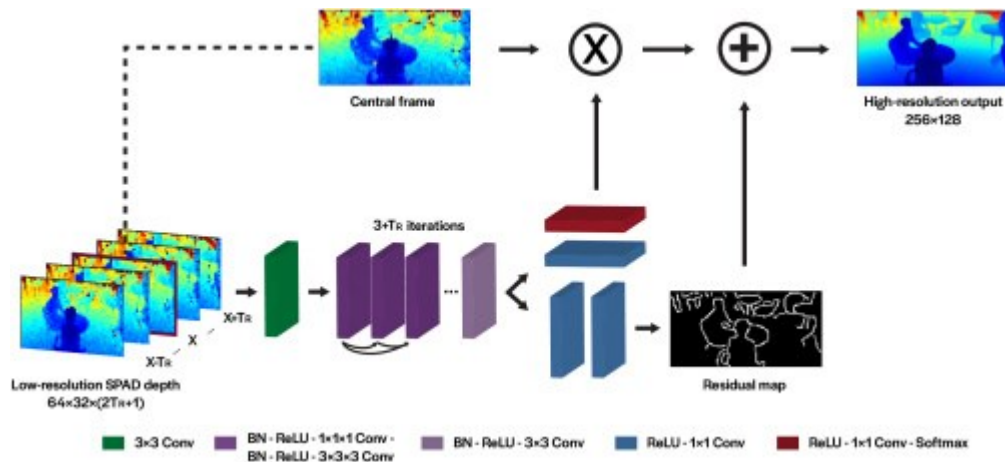 Central frame
High-resolution output
256×128
X
+
3+TR iterations
...
X+TR
X
X-TR
Low-resolution SPAD depth
64×32×(2TR+1)
Residual map
3×3 Conv
BN - ReLU - 1×1×1 Conv -
BN - ReLU - 3×3×3 Conv
BN - ReLU - 3×3 Conv
ReLU - 1×1 Conv
ReLU - 1×1 Conv - Softmax